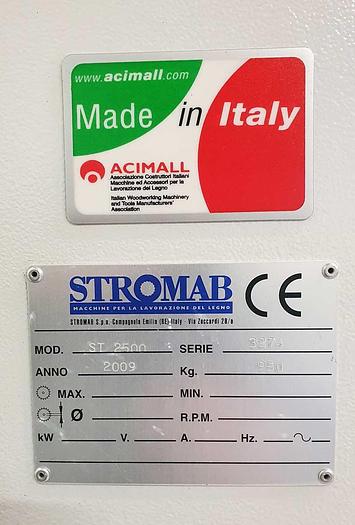 www.acimall.com
Made in Italy
ACIMALL
Associazione Costruttori Italiani
Macchine ed Accessori per la
Lavorazione del Legno
Italian Woodworking Machinery
and Tools Manufacturers'
Association
STROMAB CE
MACCHINE PER LA LAVORAZIONE DEL LEGNO
STROMAB S.p.a. Campagnola Emilia (RE)Italy - Via Zuccardi 28/a
MOD. ST 2500 SERIE
ANNO 2009 Kg.
MAX. MIN.
Ø R.P.M.
kW V. A. Hz.